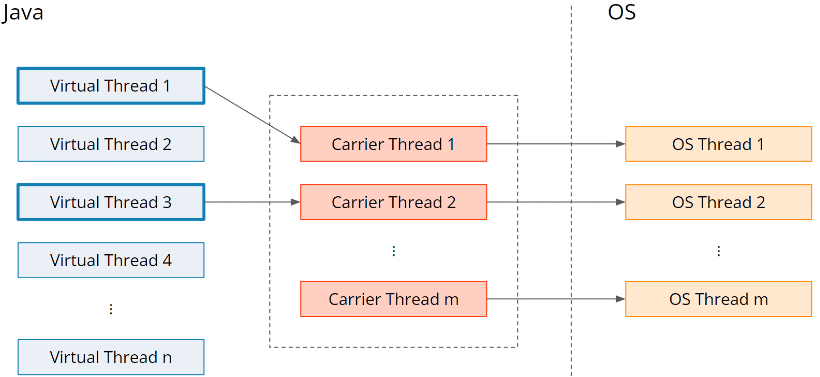 Java
OS
Virtual Thread 1
Virtual Thread 2
Virtual Thread 3
Virtual Thread 4
⋮
Virtual Thread n
Carrier Thread 1
Carrier Thread 2
⋮
Carrier Thread m
OS Thread 1
OS Thread 2
⋮
OS Thread m